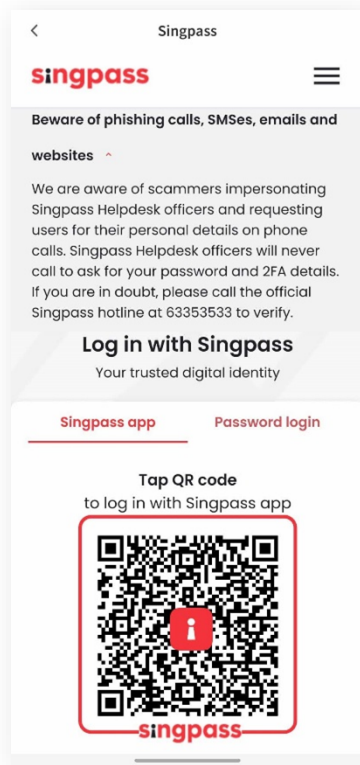 Singpass
singpass
Beware of phishing calls, SMSes, emails and
websites
We are aware of scammers impersonating
Singpass Helpdesk officers and requesting
users for their personal details on phone
calls. Singpass Helpdesk officers will never
call to ask for your password and 2FA details.
If you are in doubt, please call the official
Singpass hotline at 63353533 to verify.
Log in with Singpass
Your trusted digital identity
Singpass app Password login
Tap QR code
to log in with Singpass app
singpass